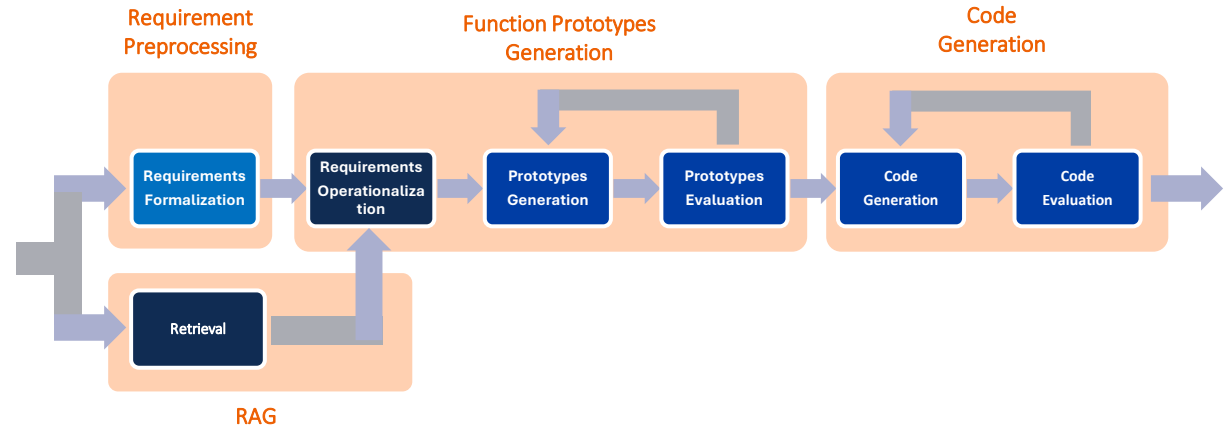 Requirement
Preprocessing
Function Prototypes
Generation
Code
Generation
Requirements
Formalization
Requirements
Operationaliza
tion
Prototypes
Generation
Prototypes
Evaluation
Code
Generation
Code
Evaluation
Retrieval
RAG